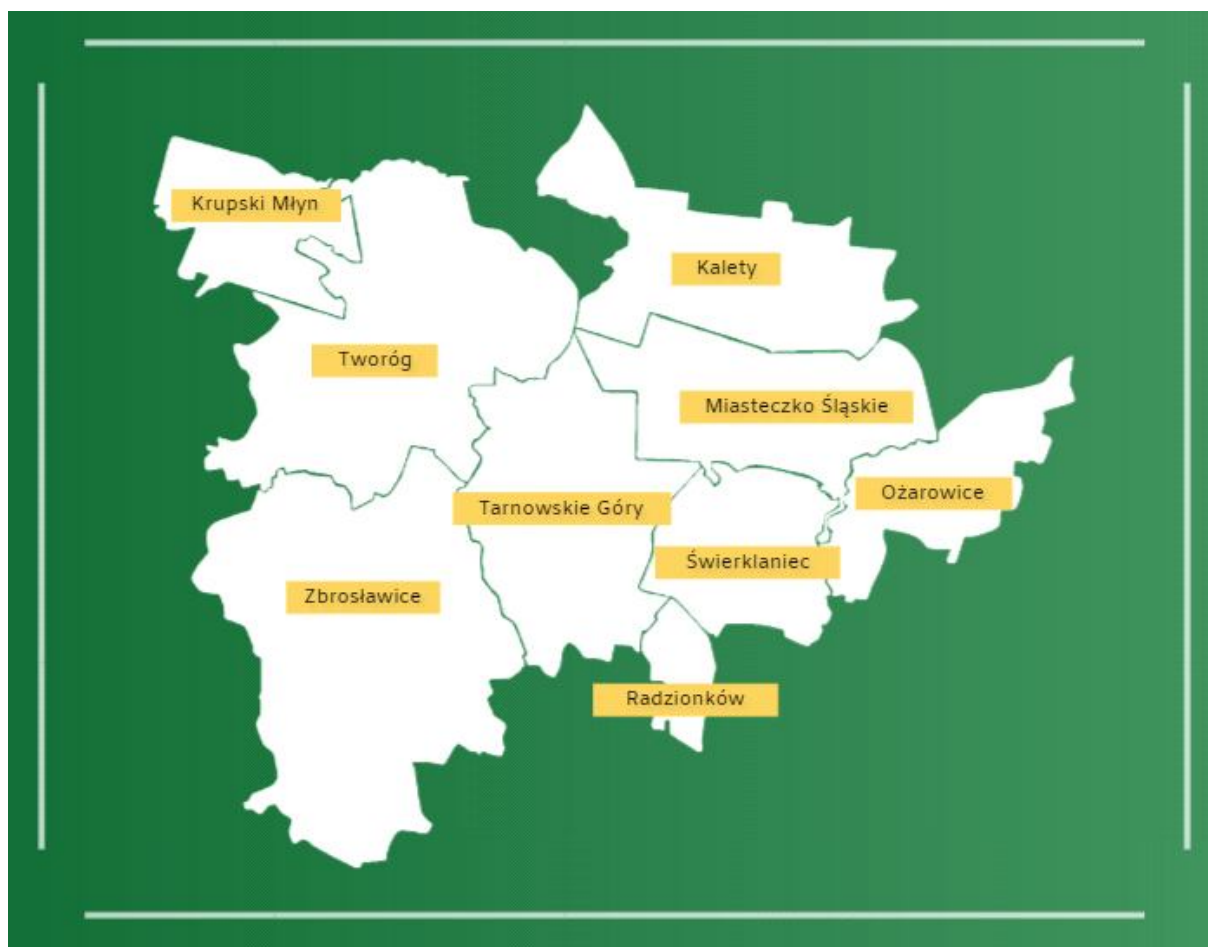 Krupski Młyn
Kalety
Tworóg
Miasteczko Śląskie
Ożarowice
Tarnowskie Góry
Świerklaniec
Zbrosławice
Radzionków